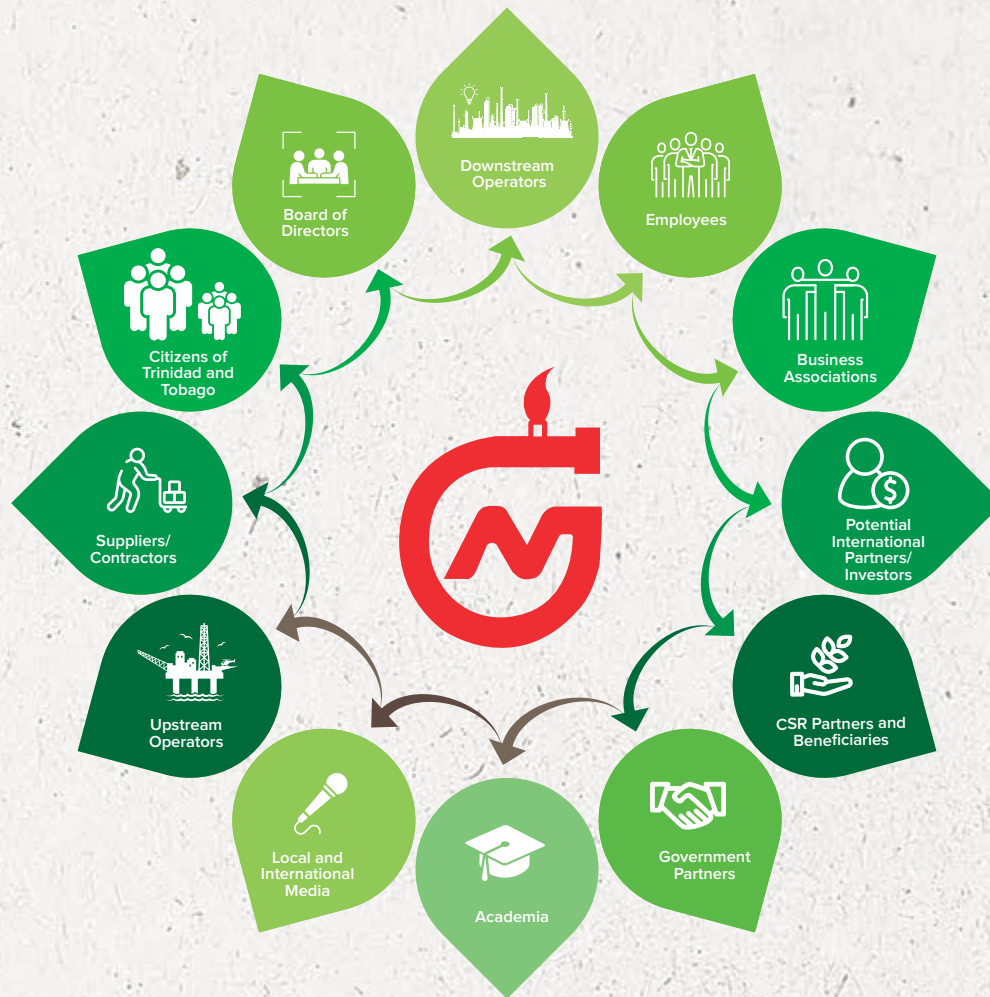 Downstream
Operators
Employees
Business
Associations
Potential
International
Partners/
Investors
CSR Partners and
Beneficiaries
Government
Partners
Academia
Local and
International
Media
Upstream
Operators
Suppliers/
Contractors
Citizens of
Trinidad and
Tobago
Board of
Directors